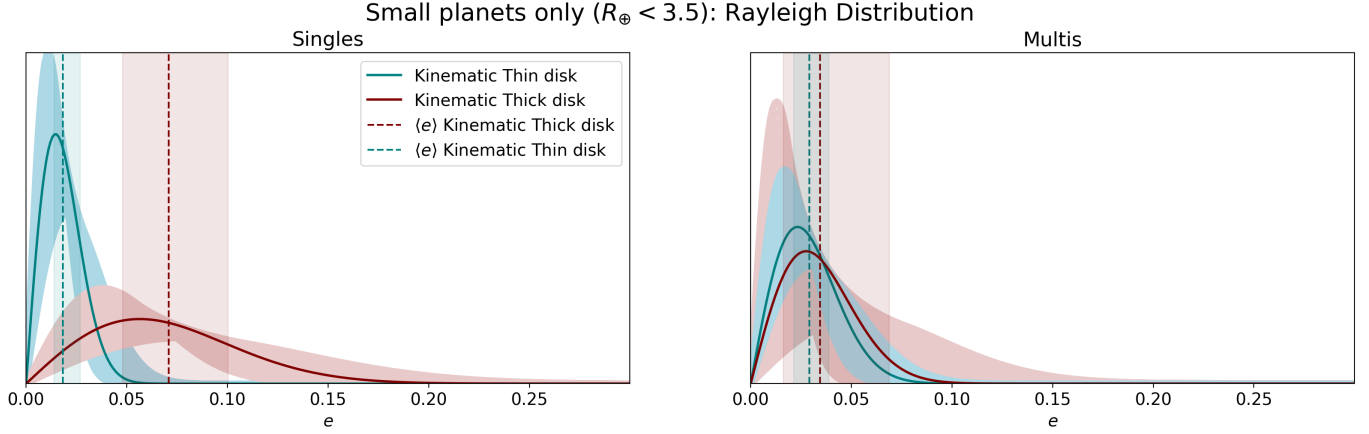 Small planets only (R⊕ < 3.5): Rayleigh Distribution
Singles
Kinematic Thin disk
Kinematic Thick disk
⟨e⟩ Kinematic Thick disk
⟨e⟩ Kinematic Thin disk
0.00 0.05 0.10 0.15 0.20 0.25
e
Multis
0.00 0.05 0.10 0.15 0.20 0.25
e